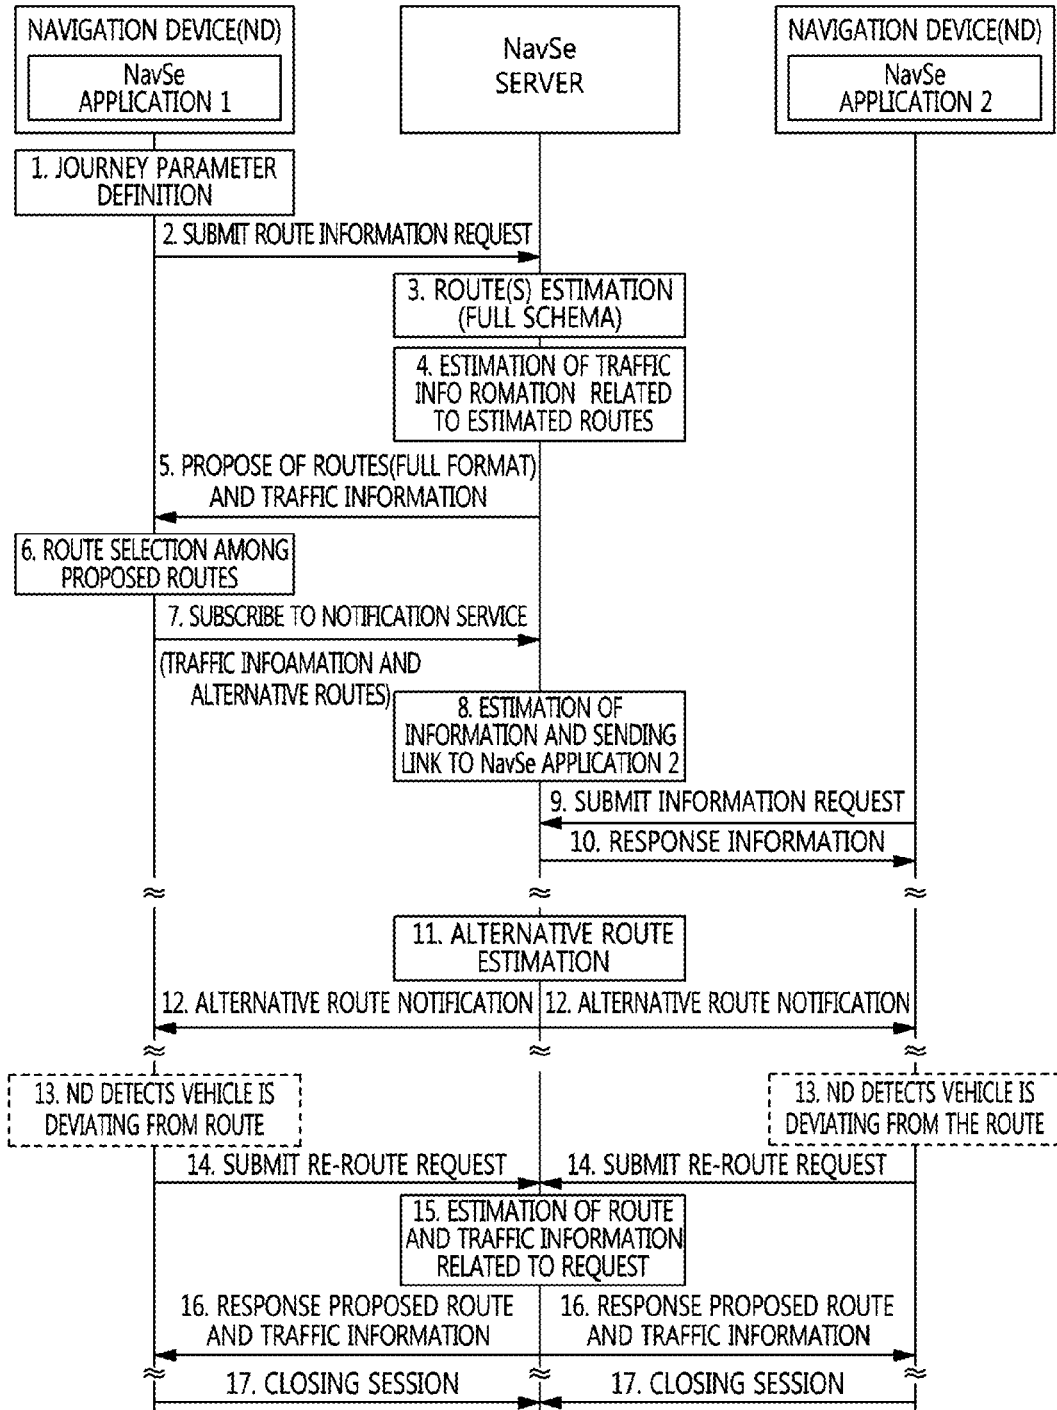 NAVIGATION DEVICE(ND)
NavSe
APPLICATION 1
NavSe
SERVER
NAVIGATION DEVICE(ND)
NavSe
APPLICATION 2
1. JOURNEY PARAMETER
DEFINITION
2. SUBMIT ROUTE INFORMATION REQUEST
3. ROUTE(S) ESTIMATION
(FULL SCHEMA)
4. ESTIMATION OF TRAFFIC
INFO ROMATION RELATED
TO ESTIMATED ROUTES
5. PROPOSE OF ROUTES(FULL FORMAT)
AND TRAFFIC INFORMATION
6. ROUTE SELECTION AMONG
PROPOSED ROUTES
7. SUBSCRIBE TO NOTIFICATION SERVICE
(TRAFFIC INFOAMATION AND
ALTERNATIVE ROUTES)
8. ESTIMATION OF
INFORMATION AND SENDING
LINK TO NavSe APPLICATION 2
9. SUBMIT INFORMATION REQUEST
10. RESPONSE INFORMATION
11. ALTERNATIVE ROUTE
ESTIMATION
12. ALTERNATIVE ROUTE NOTIFICATION
12. ALTERNATIVE ROUTE NOTIFICATION
13. ND DETECTS VEHICLE IS
DEVIATING FROM ROUTE
13. ND DETECTS VEHICLE IS
DEVIATING FROM THE ROUTE
14. SUBMIT RE-ROUTE REQUEST
14. SUBMIT RE-ROUTE REQUEST
15. ESTIMATION OF ROUTE
AND TRAFFIC INFORMATION
RELATED TO REQUEST
16. RESPONSE PROPOSED ROUTE
AND TRAFFIC INFORMATION
16. RESPONSE PROPOSED ROUTE
AND TRAFFIC INFORMATION
17. CLOSING SESSION
17. CLOSING SESSION